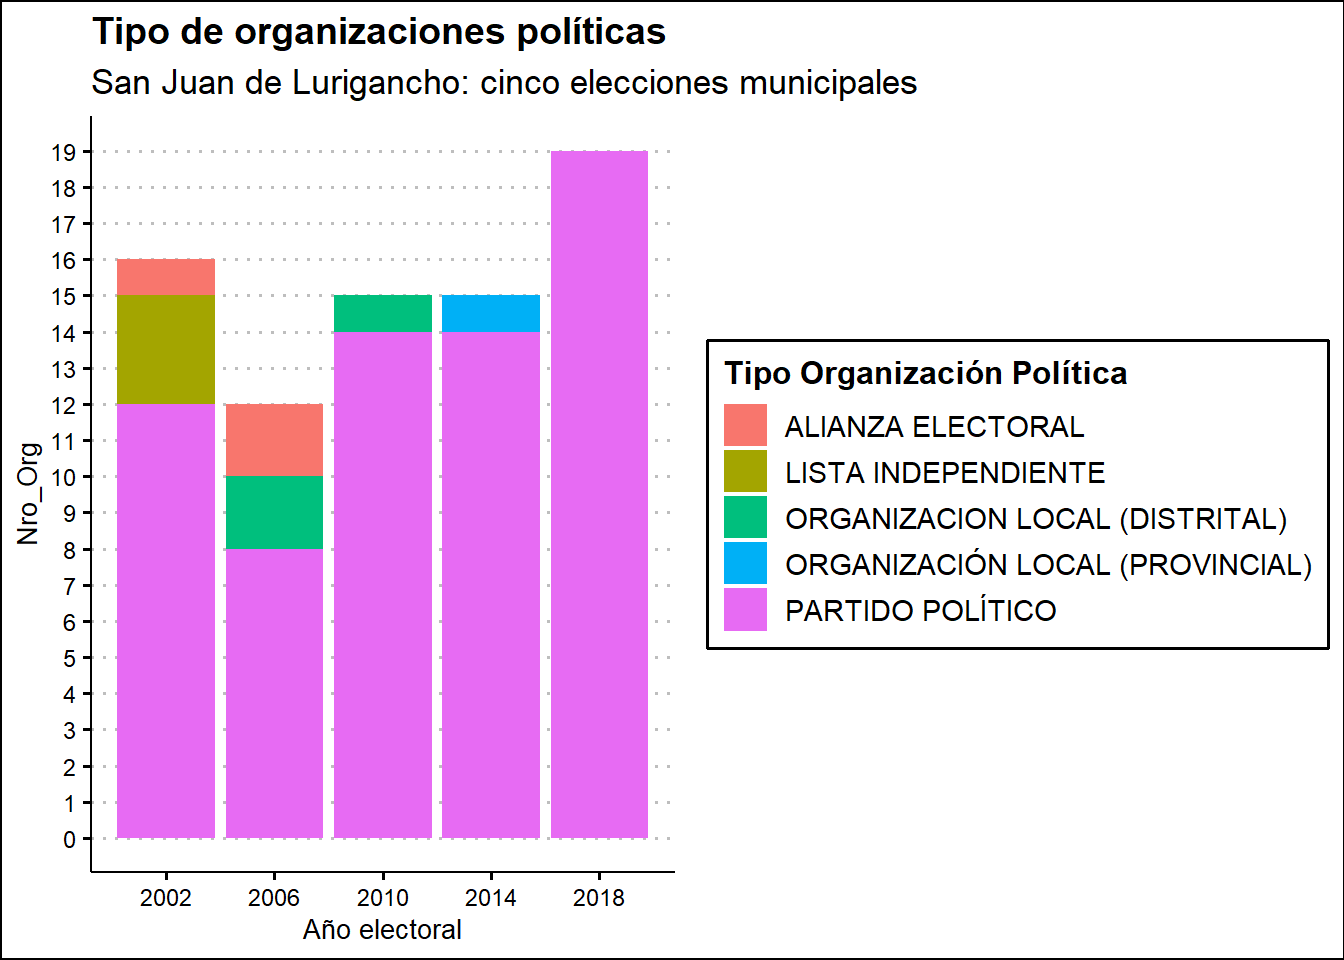 Tipo de organizaciones políticas
San Juan de Lurigancho: cinco elecciones municipales
19
18
17
16
15
14
13
12
11
10
9
8
7
6
5
4
3
2
1
0
Nro_Org
2002 2006 2010 2014 2018
Año electoral
Tipo Organización Política
ALIANZA ELECTORAL
LISTA INDEPENDIENTE
ORGANIZACION LOCAL (DISTRITAL)
ORGANIZACIÓN LOCAL (PROVINCIAL)
PARTIDO POLÍTICO